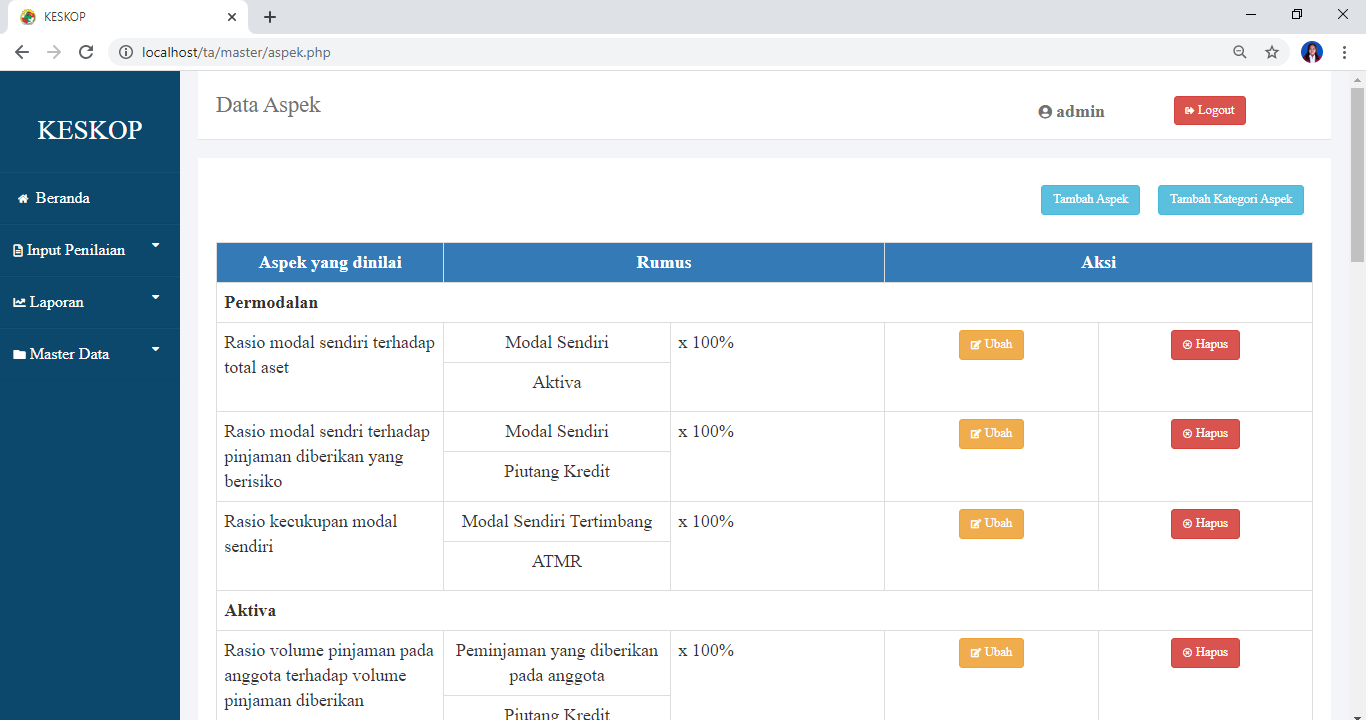 KESKOP
localhost/ta/master/aspek.php
KESKOP
Beranda
Input Penilaian
Laporan
Master Data
Data Aspek
admin
Logout
Tambah Aspek
Tambah Kategori Aspek
Aspek yang dinilai
Rumus
Aksi
Permodalan
Rasio modal sendiri terhadap
total aset
Modal Sendiri
Aktiva
x 100%
Ubah
Hapus
Rasio modal sendri terhadap
pinjaman diberikan yang
berisiko
Modal Sendiri
Piutang Kredit
x 100%
Ubah
Hapus
Rasio kecukupan modal
sendiri
Modal Sendiri Tertimbang
ATMR
x 100%
Ubah
Hapus
Aktiva
Rasio volume pinjaman pada
anggota terhadap volume
pinjaman diberikan
Peminjaman yang diberikan
pada anggota
Piutang Kredit
x 100%
Ubah
Hapus